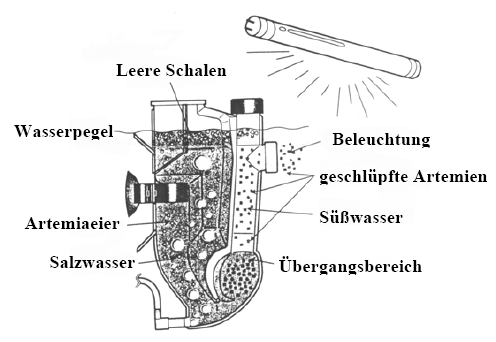 Leere Schalen
Wasserpegel
Beleuchtung
geschlüpfte Artemien
Artemiaeier
Süßwasser
Salzwasser
Übergangsbereich